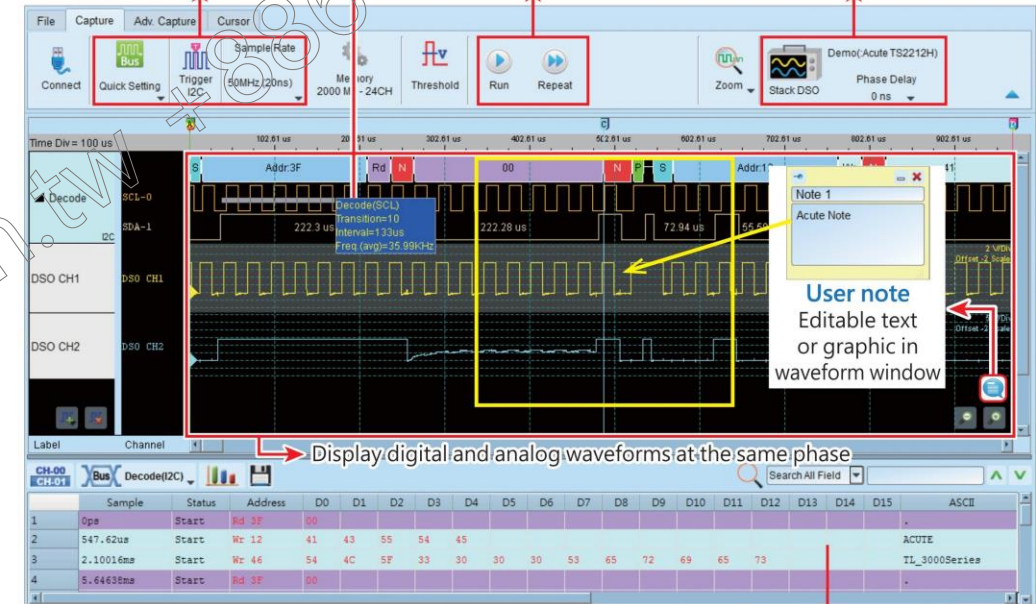 File Capture Adv. Capture Cursor
Connect
Bus
Quick Setting
Trigger
I2C
Sample Rate
50MHz (20ns)
Threshold
Run
Repeat
Zoom
Stack DSO
Demo(:Acute TS2212H)
Phase Delay
0 ns
Time Div = 100 us
102.61 us
302.61 us
402.61 us
602.61 us
702.61 us
802.61 us
902.61 us
S Addr:3F Rd N 00 N P S
Decode
I2C
SCL-0
SDA-1
222.3 us
222.28 us
72.94 us
Decode(SCL)
Transition=10
Interval=133us
Freq.(avg)=35.99KHz
Note 1
Acute Note
User note
Editable text
or graphic in
waveform window
DSO CH1
DSO CH1
DSO CH2
DSO CH2
Label Channel
Display digital and analog waveforms at the same phase
CH-00
CH-01
Bus
Decode(I2C)
Search All Field
Sample Status Address D0 D1 D2 D3 D4 D5 D6 D7 D8 D9 D10 D11 D12 D13 D14 D15 ASCII
1 0ps Start Rd 3F 00 .
2 547.62us Start Wr 12 41 43 55 54 45 ACUTE
3 2.10016ms Start Wr 46 54 4C 5F 33 30 30 30 53 65 72 69 65 73 TL_3000Series
4 5.64638ms Start Rd 3F 00 .